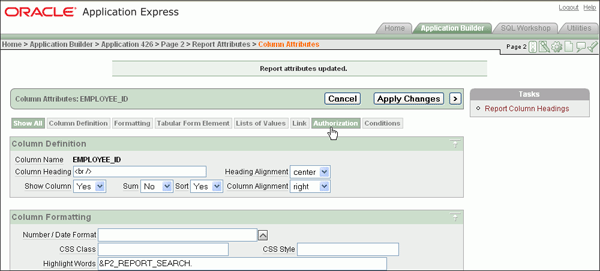 ORACLE Application Express
Logout Help
Home Application Builder SQL Workshop Utilities
Home > Application Builder > Application 426 > Page 2 > Report Attributes > Column Attributes
Page 2
Report attributes updated.
Column Attributes: EMPLOYEE_ID
Cancel Apply Changes >
Tasks
Report Column Headings
Show All Column Definition Formatting Tabular Form Element Lists of Values Link Authorization Conditions
Column Definition
Column Name EMPLOYEE_ID
Column Heading <br /> Heading Alignment center
Show Column Yes Sum No Sort Yes Column Alignment right
Column Formatting
Number / Date Format
CSS Class CSS Style
Highlight Words &P2_REPORT_SEARCH.